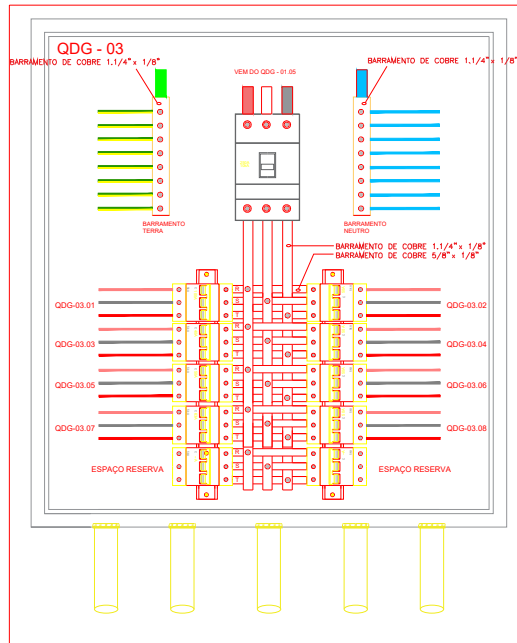 QDG - 03
BARRAMENTO DE COBRE 1.1/4"x 1/8"
VEM DO QDG - 01.05
BARRAMENTO DE COBRE 1.1/4"x 1/8"
BARRAMENTO
TERRA
BARRAMENTO
NEUTRO
BARRAMENTO DE COBRE 1.1/4"x 1/8"
BARRAMENTO DE COBRE 5/8"x 1/8"
R
S
T
QDG-03.01
QDG-03.02
R
S
T
QDG-03.03
QDG-03.04
R
S
T
QDG-03.05
QDG-03.06
R
S
T
QDG-03.07
QDG-03.08
R
S
T
ESPAÇO RESERVA
ESPAÇO RESERVA